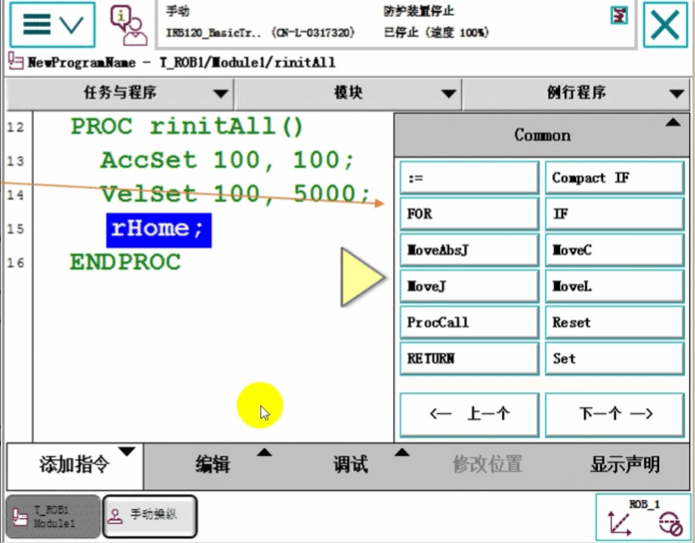 手动
防护装置停止
IRB120_BasicTr.. (CN-L-0317320)
已停止 (速度 100%)
NewProgramName - T_ROB1/Module1/rinitAll
任务与程序
模块
例行程序
12 PROC rinitAll()
13 AccSet 100, 100;
14 VelSet 100, 5000;
15 rHome;
16 ENDPROC
Common
:=
Compact IF
FOR
IF
MoveAbsJ
MoveC
MoveJ
MoveL
ProcCall
Reset
RETURN
Set
<— 上一个
下一个 —>
添加指令
编辑
调试
修改位置
显示声明
T_ROB1
Module1
手动操纵
ROB_1